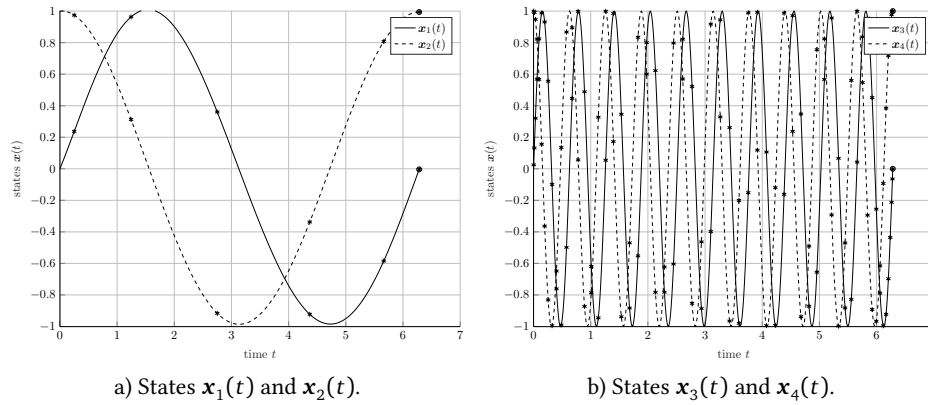 1
0.8
0.6
0.4
0.2
0
−0.2
−0.4
−0.6
−0.8
−1
states x(t)
0 1 2 3 4 5 6 7
time t
x₁(t)
x₂(t)
a) States x₁(t) and x₂(t).
1
0.8
0.6
0.4
0.2
0
−0.2
−0.4
−0.6
−0.8
−1
states x(t)
0 1 2 3 4 5 6
time t
x₃(t)
x₄(t)
b) States x₃(t) and x₄(t).